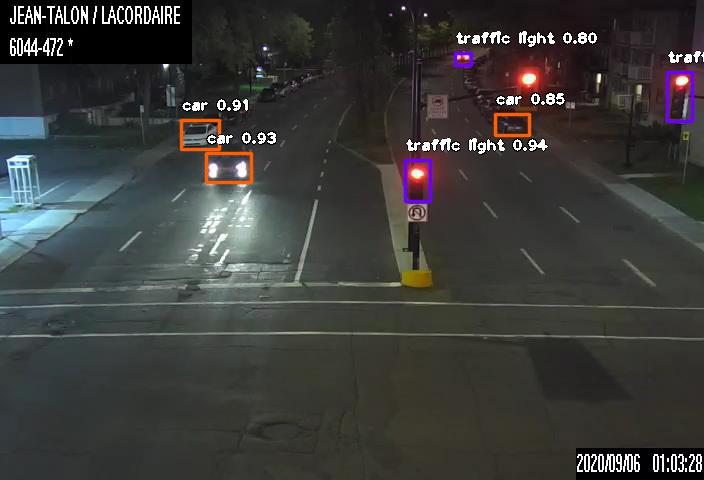 JEAN-TALON / LACORDAIRE
6044-472 *
traffic light 0.80
traf
car 0.91
car 0.85
car 0.93
traffic light 0.94
2020/09/06 01:03:28